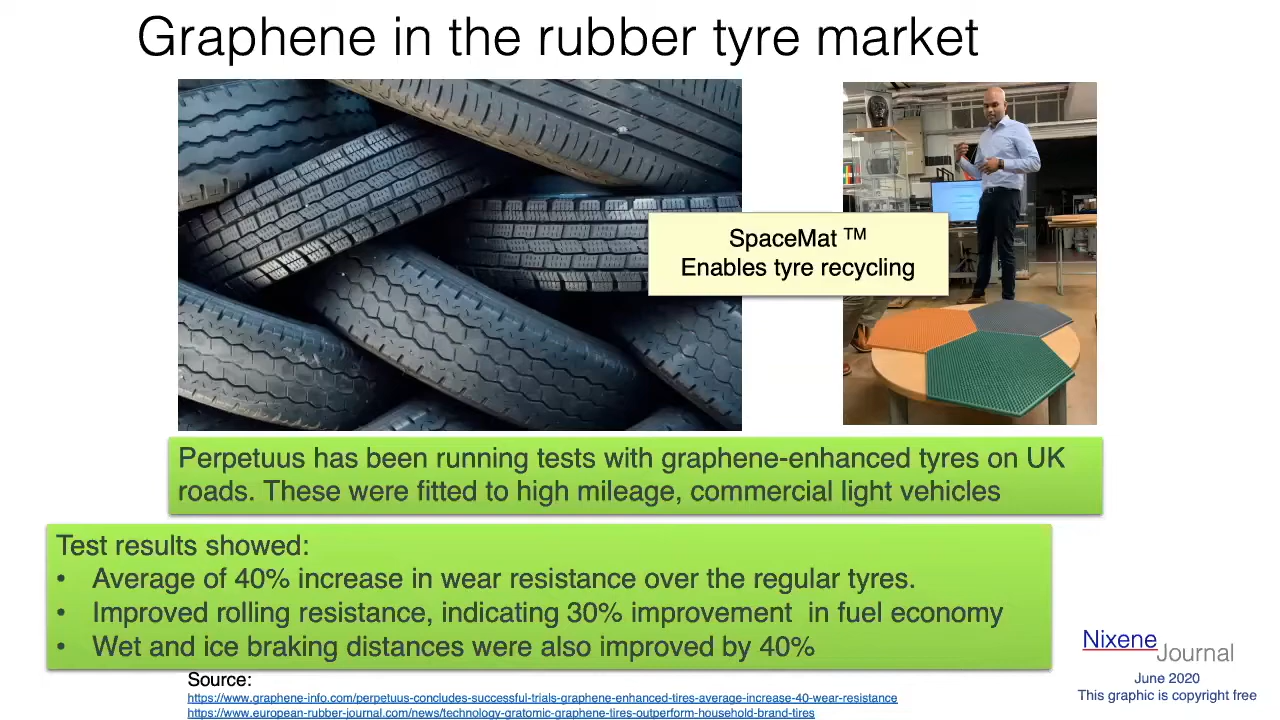 Graphene in the rubber tyre market
SpaceMat TM
Enables tyre recycling
Perpetuus has been running tests with graphene-enhanced tyres on UK
roads. These were fitted to high mileage, commercial light vehicles
Test results showed:
• Average of 40% increase in wear resistance over the regular tyres.
• Improved rolling resistance, indicating 30% improvement in fuel economy
• Wet and ice braking distances were also improved by 40%
Source:
https://www.graphene-info.com/perpetuus-concludes-successful-trials-graphene-enhanced-tires-average-increase-40-wear-resistance
https://www.european-rubber-journal.com/news/technology-gratomic-graphene-tires-outperform-household-brand-tires
Nixene
Journal
June 2020
This graphic is copyright free